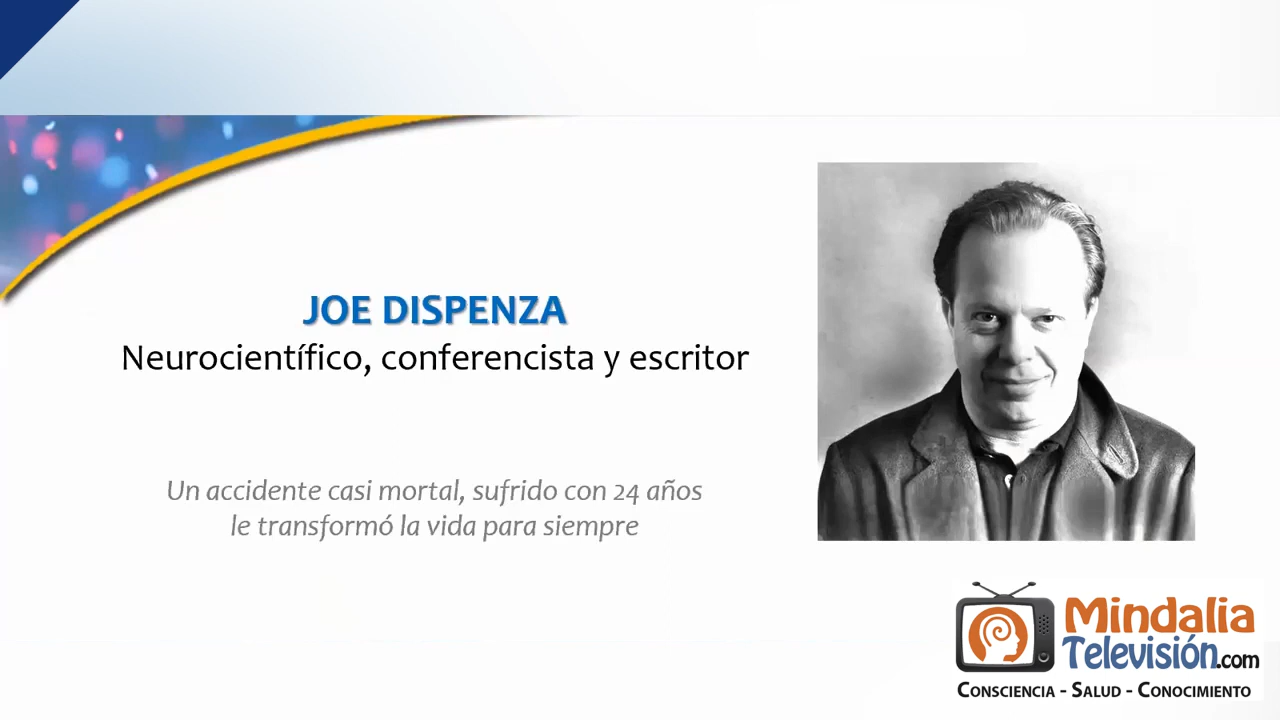 JOE DISPENZA
Neurocientífico, conferencista y escritor
Un accidente casi mortal, sufrido con 24 años
le transformó la vida para siempre
Mindalia
Televisión.com
CONSCIENCIA - SALUD - CONOCIMIENTO